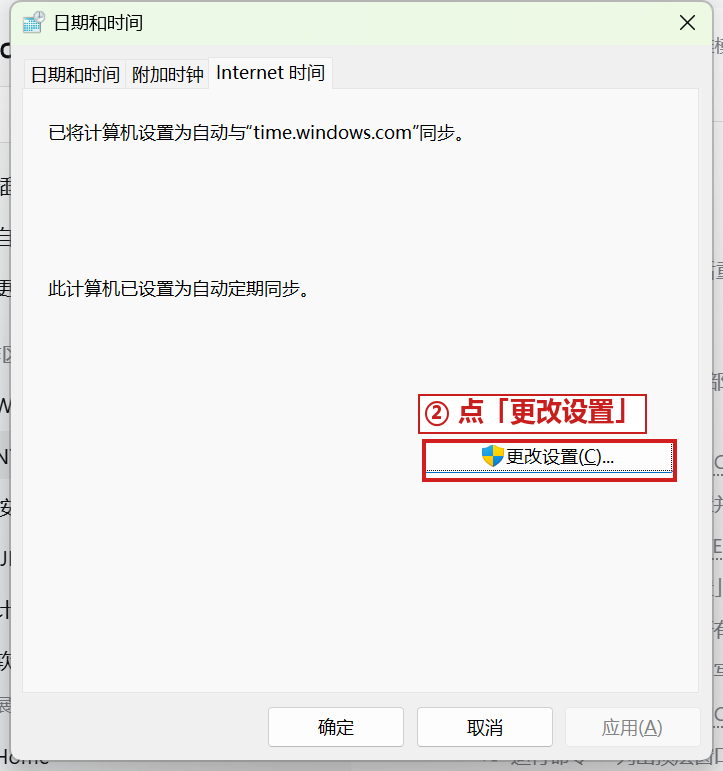 日期和时间
日期和时间 附加时钟 Internet 时间
已将计算机设置为自动与“time.windows.com”同步。
此计算机已设置为自动定期同步。
② 点「更改设置」
更改设置(C)...
确定 取消 应用(A)